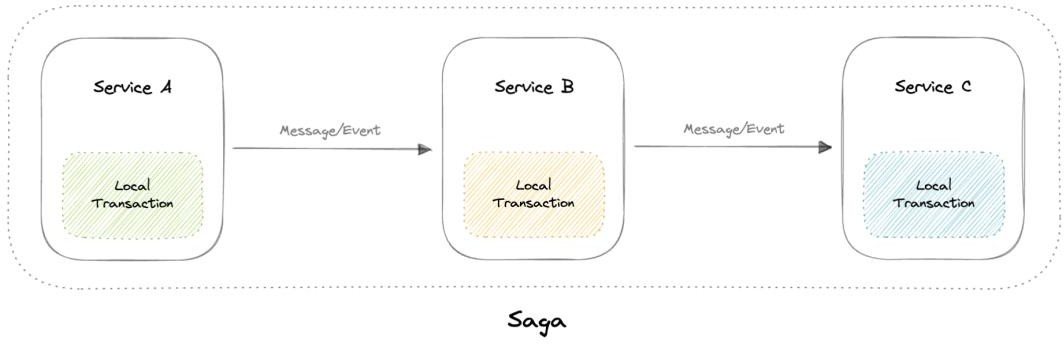 Service A
Service B
Service C
Message/Event
Message/Event
Local
Transaction
Local
Transaction
Local
Transaction
Saga